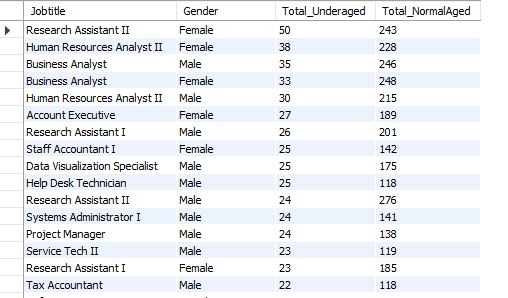 Jobtitle Gender Total_Underaged Total_NormalAged
Research Assistant II Female 50 243
Human Resources Analyst II Female 38 228
Business Analyst Male 35 246
Business Analyst Female 33 248
Human Resources Analyst II Male 30 215
Account Executive Female 27 189
Research Assistant I Male 26 201
Staff Accountant I Female 25 142
Data Visualization Specialist Male 25 175
Help Desk Technician Male 25 118
Research Assistant II Male 24 276
Systems Administrator I Male 24 141
Project Manager Male 24 138
Service Tech II Male 23 119
Research Assistant I Female 23 185
Tax Accountant Male 22 118